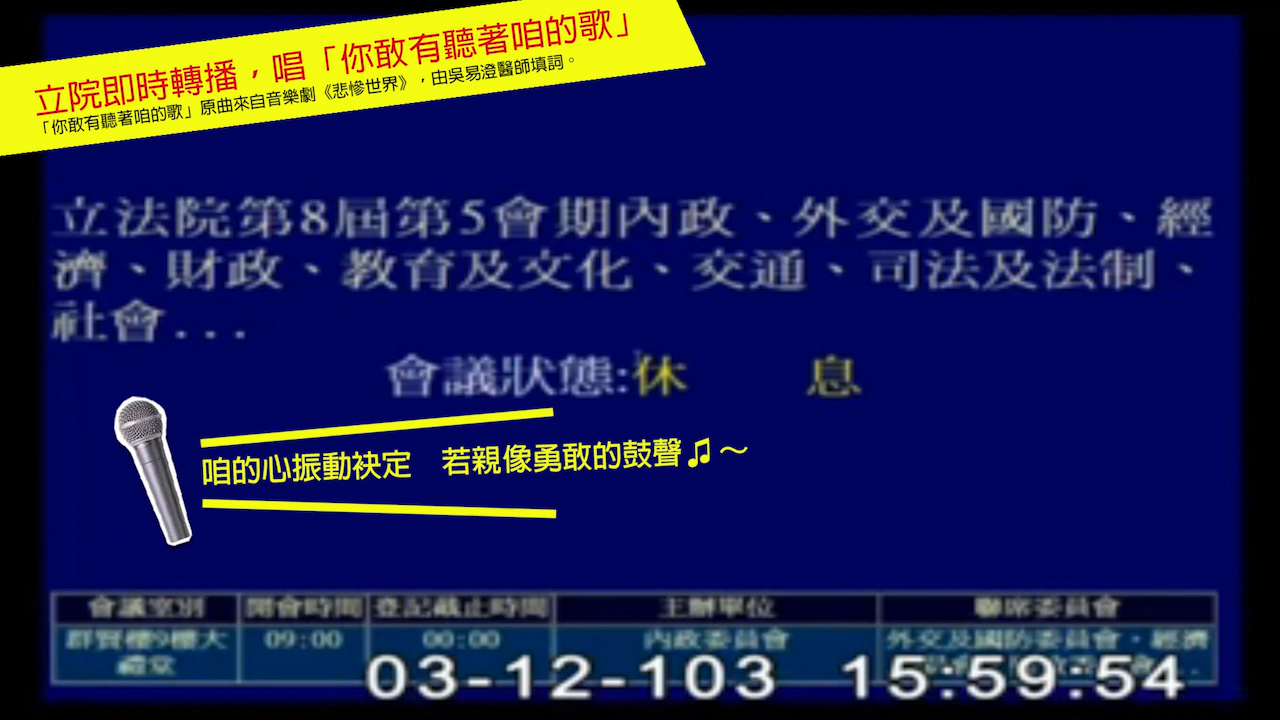 立院即時轉播，唱「你敢有聽著咱的歌」
「你敢有聽著咱的歌」原曲來自音樂劇《悲慘世界》，由吳易澄醫師填詞。
立法院第8屆第5會期內政、外交及國防、經
濟、財政、教育及文化、交通、司法及法制、
社會...
會議狀態:休 息
咱的心振動袂定 若親像勇敢的鼓聲♫～
會議室別 開會時間 登記截止時間 主辦單位 聯席委員會
群賢樓9樓大 09:00 00:00 內政委員會 外交及國防委員會、經濟
禮堂
03-12-103 15:59:54